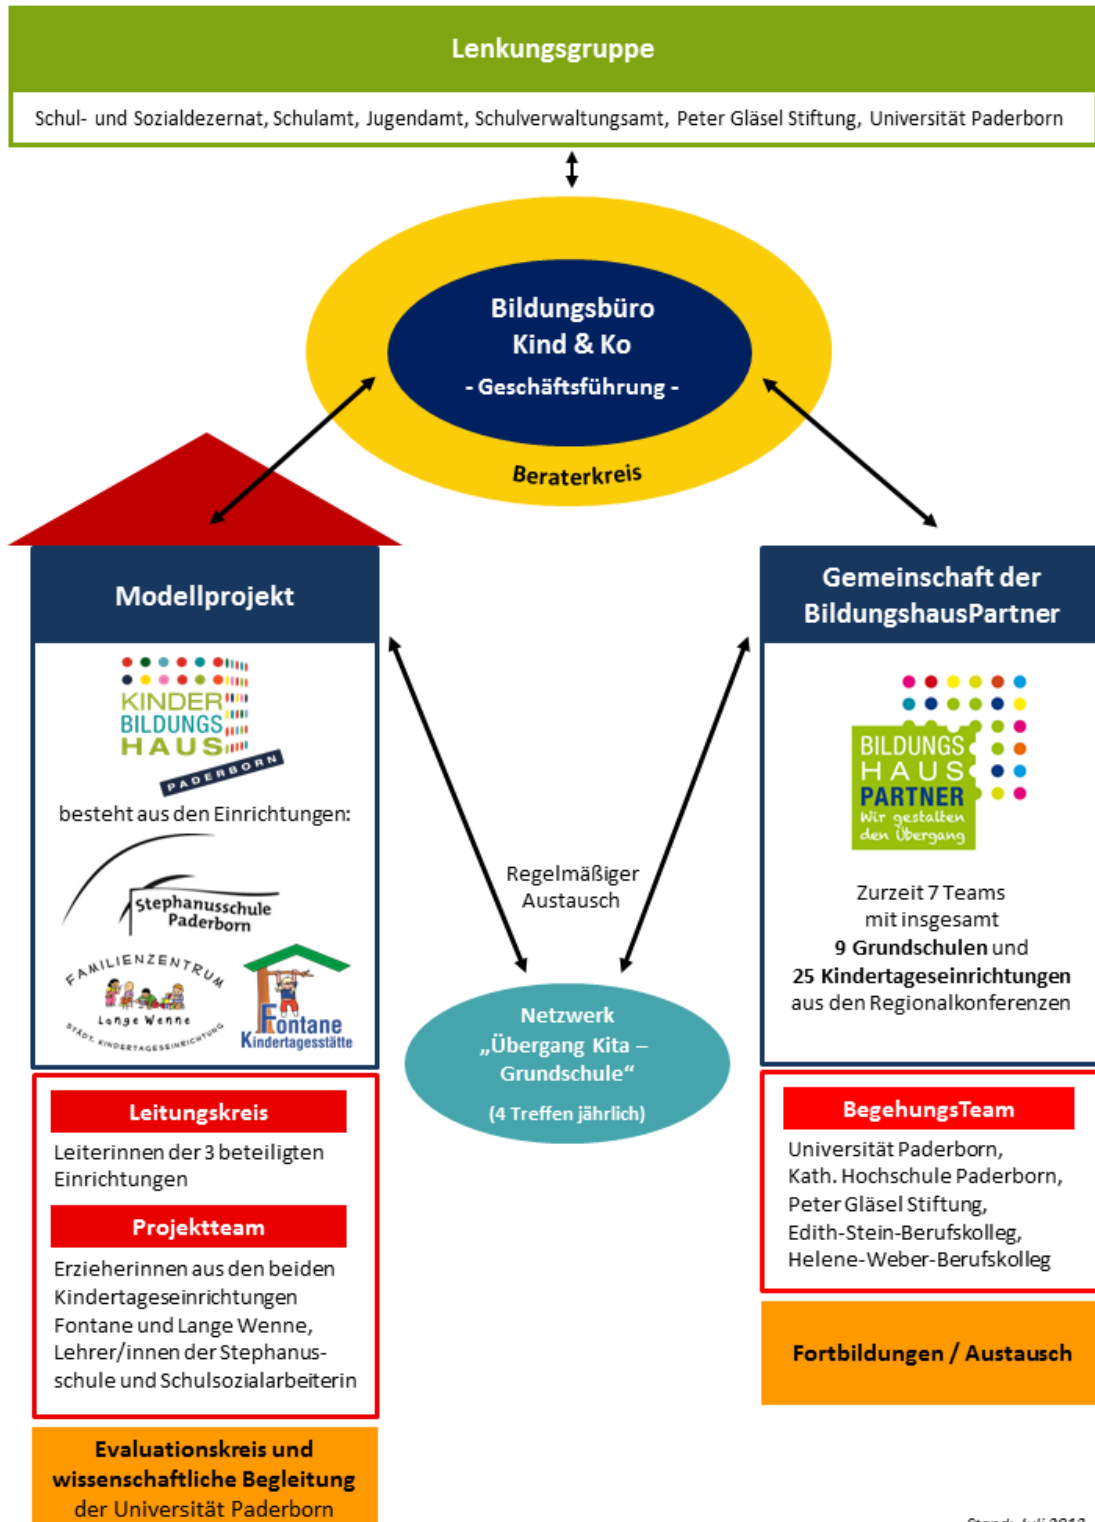 Lenkungsgruppe
Schul- und Sozialdezernat, Schulamt, Jugendamt, Schulverwaltungsamt, Peter Gläsel Stiftung, Universität Paderborn
Bildungsbüro
Kind & Ko
- Geschäftsführung -
Beraterkreis
Modellprojekt
KINDER
BILDUNGS
HAUS
PADERBORN
besteht aus den Einrichtungen:
Stephanusschule
Paderborn
FAMILIENZENTRUM
Lange Wenne
STÄDT. KINDERTAGESEINRICHTUNG
Fontane
Kindertagesstätte
Leitungskreis
Leiterinnen der 3 beteiligten
Einrichtungen
Projektteam
Erzieherinnen aus den beiden
Kindertageseinrichtungen
Fontane und Lange Wenne,
Lehrer/innen der Stephanus-
schule und Schulsozialarbeiterin
Evaluationskreis und
wissenschaftliche Begleitung
der Universität Paderborn
Regelmäßiger
Austausch
Netzwerk
„Übergang Kita –
Grundschule“
(4 Treffen jährlich)
Gemeinschaft der
BildungshausPartner
BILDUNGS
HAUS
PARTNER
Wir gestalten
den Übergang
Zurzeit 7 Teams
mit insgesamt
9 Grundschulen und
25 Kindertageseinrichtungen
aus den Regionalkonferenzen
BegehungsTeam
Universität Paderborn,
Kath. Hochschule Paderborn,
Peter Gläsel Stiftung,
Edith-Stein-Berufskolleg,
Helene-Weber-Berufskolleg
Fortbildungen / Austausch